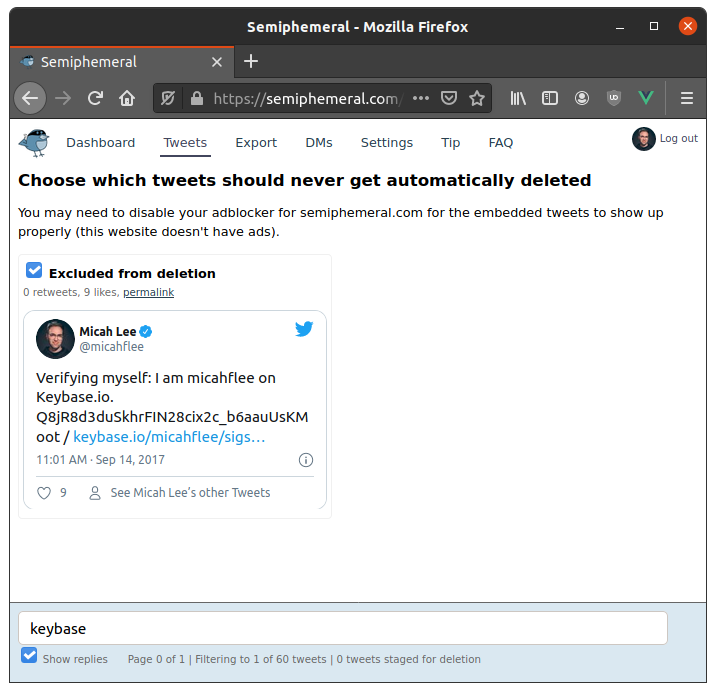 Semiphemeral - Mozilla Firefox
Semiphemeral
https://semiphemeral.com/
Dashboard Tweets Export DMs Settings Tip FAQ Log out
Choose which tweets should never get automatically deleted
You may need to disable your adblocker for semiphemeral.com for the embedded tweets to show up
properly (this website doesn't have ads).
Excluded from deletion
0 retweets, 9 likes, permalink
Micah Lee
@micahflee
Verifying myself: I am micahflee on
Keybase.io.
Q8jR8d3duSkhrFIN28cix2c_b6aauUsKM
oot / keybase.io/micahflee/sigs…
11:01 AM · Sep 14, 2017
9 See Micah Lee's other Tweets
keybase
Show replies Page 0 of 1 | Filtering to 1 of 60 tweets | 0 tweets staged for deletion